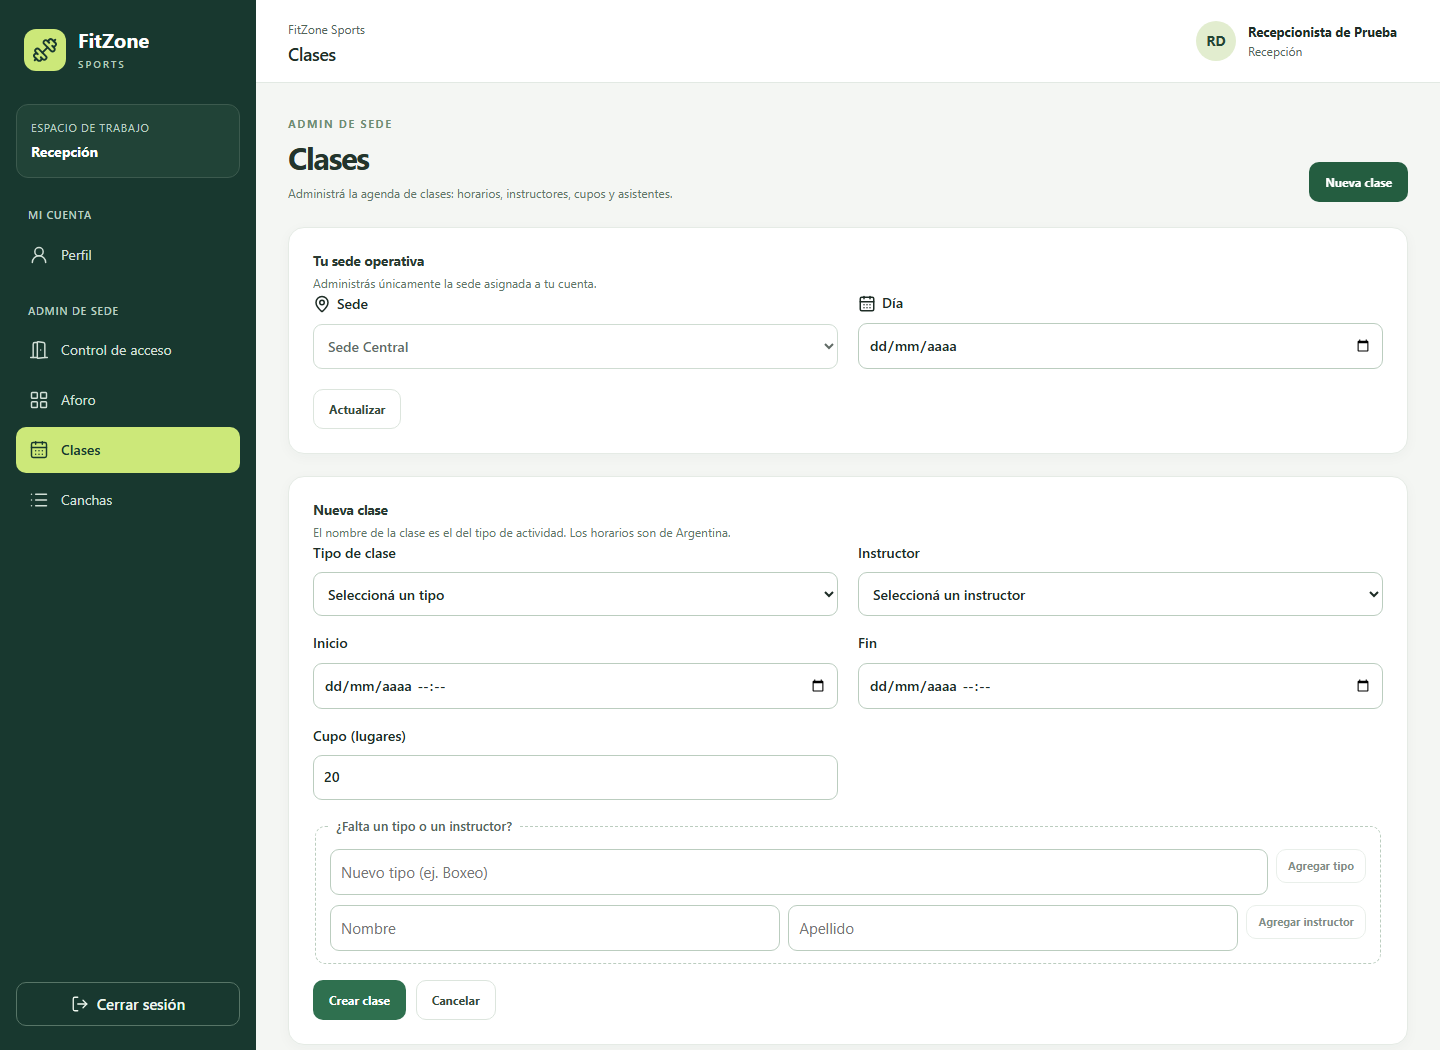 FitZone
SPORTS
ESPACIO DE TRABAJO
Recepción
MI CUENTA
Perfil
ADMIN DE SEDE
Control de acceso
Aforo
Clases
Canchas
Cerrar sesión
FitZone Sports
Clases
RD
Recepcionista de Prueba
Recepción
ADMIN DE SEDE
Clases
Administrá la agenda de clases: horarios, instructores, cupos y asistentes.
Nueva clase
Tu sede operativa
Administrás únicamente la sede asignada a tu cuenta.
Sede
Día
Sede Central
dd/mm/aaaa
Actualizar
Nueva clase
El nombre de la clase es el del tipo de actividad. Los horarios son de Argentina.
Tipo de clase
Instructor
Seleccioná un tipo
Seleccioná un instructor
Inicio
Fin
dd/mm/aaaa --:--
dd/mm/aaaa --:--
Cupo (lugares)
20
¿Falta un tipo o un instructor?
Nuevo tipo (ej. Boxeo)
Agregar tipo
Nombre
Apellido
Agregar instructor
Crear clase
Cancelar